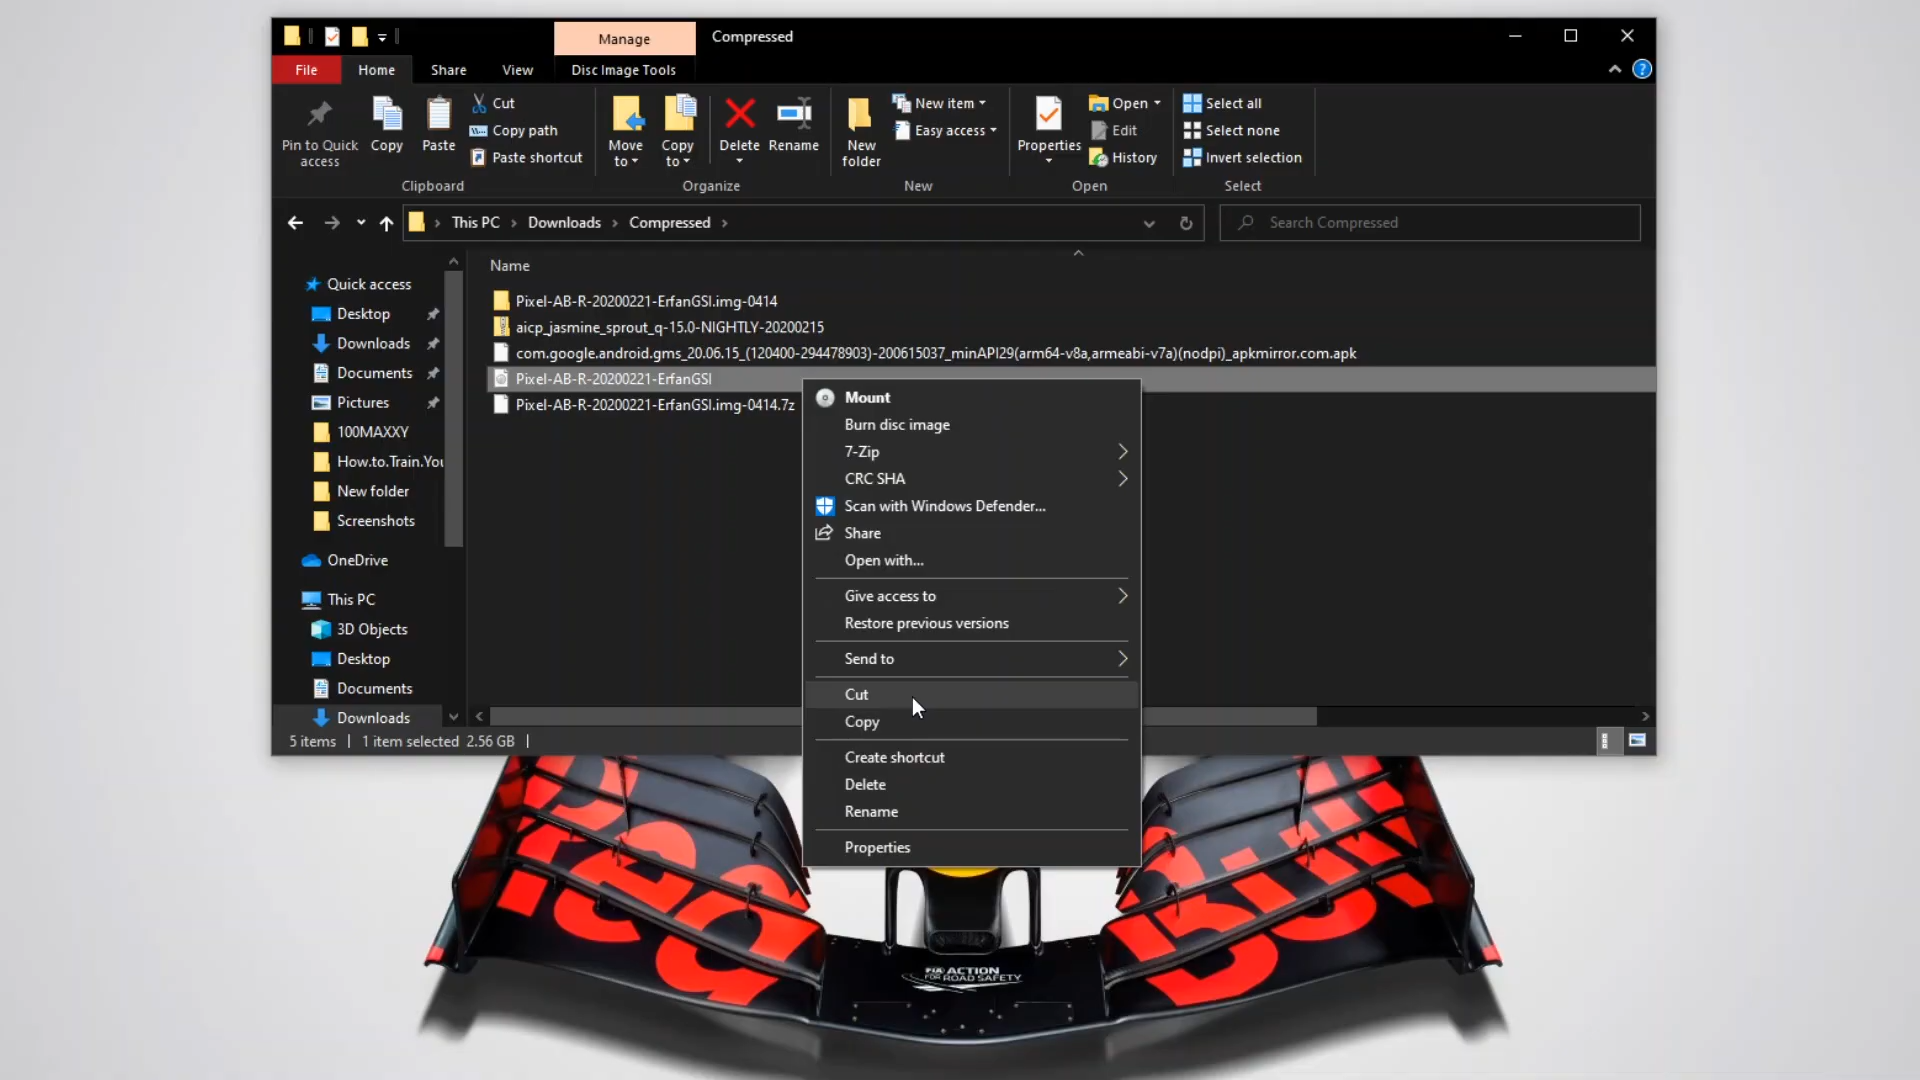 Manage
Compressed
File
Home
Share
View
Disc Image Tools
Pin to Quick access
Copy
Paste
Cut
Copy path
Paste shortcut
Move to
Copy to
Delete
Rename
New folder
New item
Easy access
Properties
Open
Edit
History
Select all
Select none
Invert selection
Clipboard
Organize
New
Open
Select
This PC
Downloads
Compressed
Search Compressed
Name
Quick access
Desktop
Downloads
Documents
Pictures
100MAXXY
How.to.Train.You
New folder
Screenshots
OneDrive
This PC
3D Objects
Desktop
Documents
Downloads
Pixel-AB-R-20200221-ErfanGSI.img-0414
aicp_jasmine_sprout_q-15.0-NIGHTLY-20200215
com.google.android.gms_20.06.15_(120400-294478903)-200615037_minAPI29(arm64-v8a,armeabi-v7a)(nodpi)_apkmirror.com.apk
Pixel-AB-R-20200221-ErfanGSI
Pixel-AB-R-20200221-ErfanGSI.img-0414.7z
Mount
Burn disc image
7-Zip
CRC SHA
Scan with Windows Defender...
Share
Open with...
Give access to
Restore previous versions
Send to
Cut
Copy
Create shortcut
Delete
Rename
Properties
5 items
1 item selected 2.56 GB
FIA ACTION
FOR ROAD SAFETY